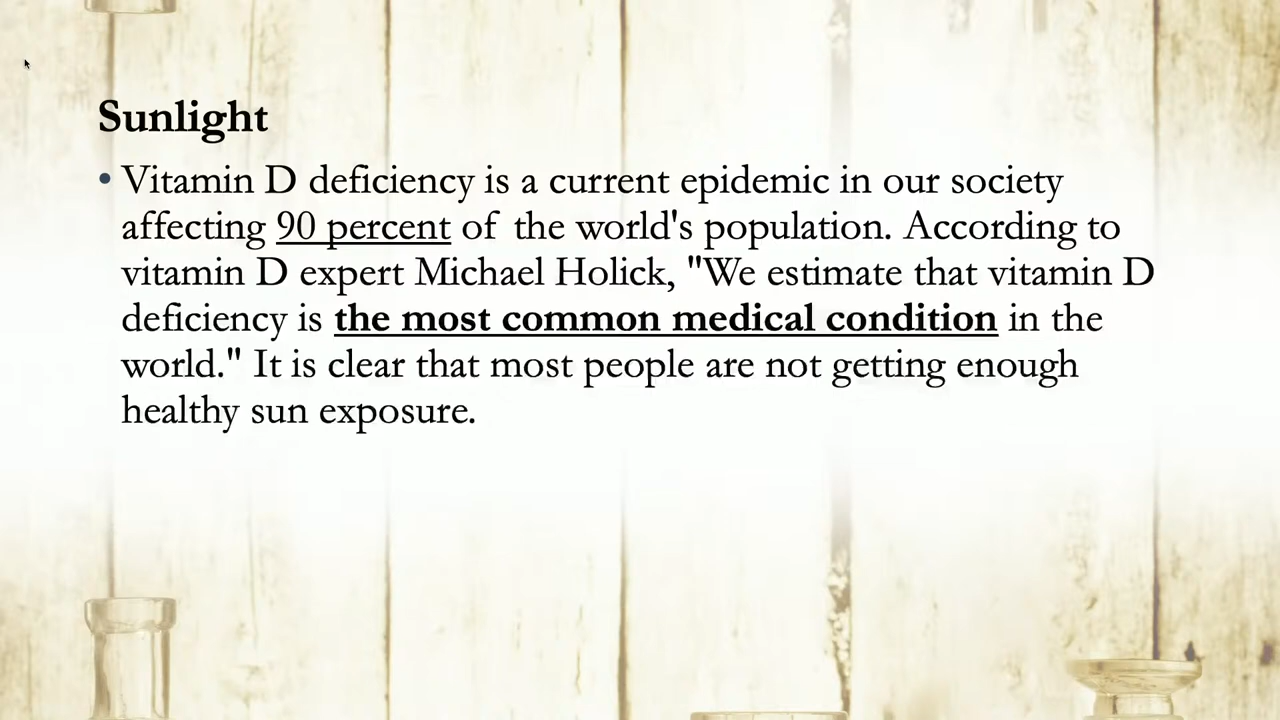 Sunlight
• Vitamin D deficiency is a current epidemic in our society
affecting 90 percent of the world's population. According to
vitamin D expert Michael Holick, "We estimate that vitamin D
deficiency is the most common medical condition in the
world." It is clear that most people are not getting enough
healthy sun exposure.